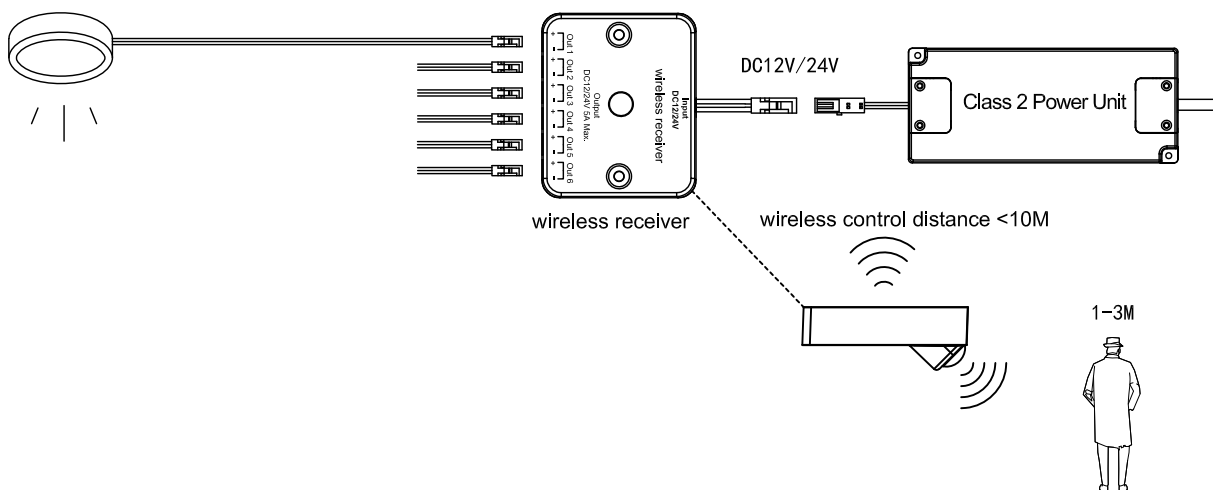 +
-
Out 1
+
-
Out 2
+
-
Out 3
+
-
Out 4
+
-
Out 5
+
-
Out 6
Output
DC12/24V 5A Max.
wireless receiver
Input
DC12/24V
DC12V/24V
Class 2 Power Unit
wireless receiver
wireless control distance <10M
1-3M